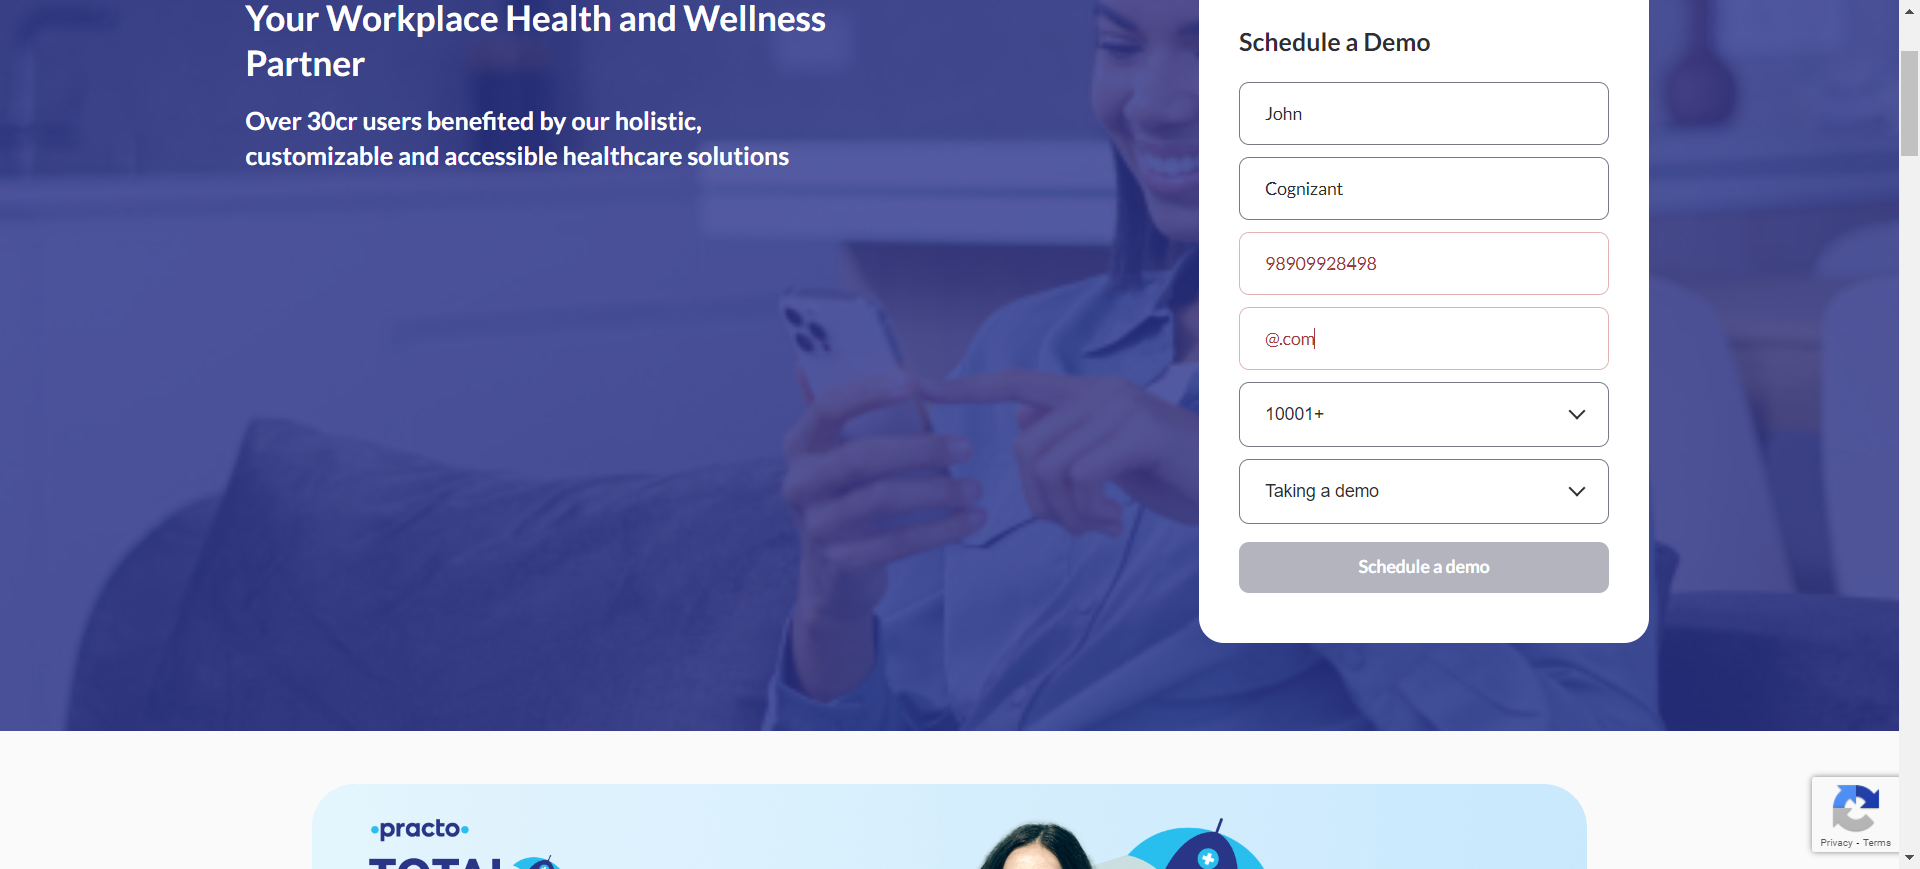 Your Workplace Health and Wellness
Partner
Over 30cr users benefited by our holistic,
customizable and accessible healthcare solutions
Schedule a Demo
John
Cognizant
98909928498
@.com
10001+
Taking a demo
Schedule a demo
practo
TOTAL
Privacy - Terms